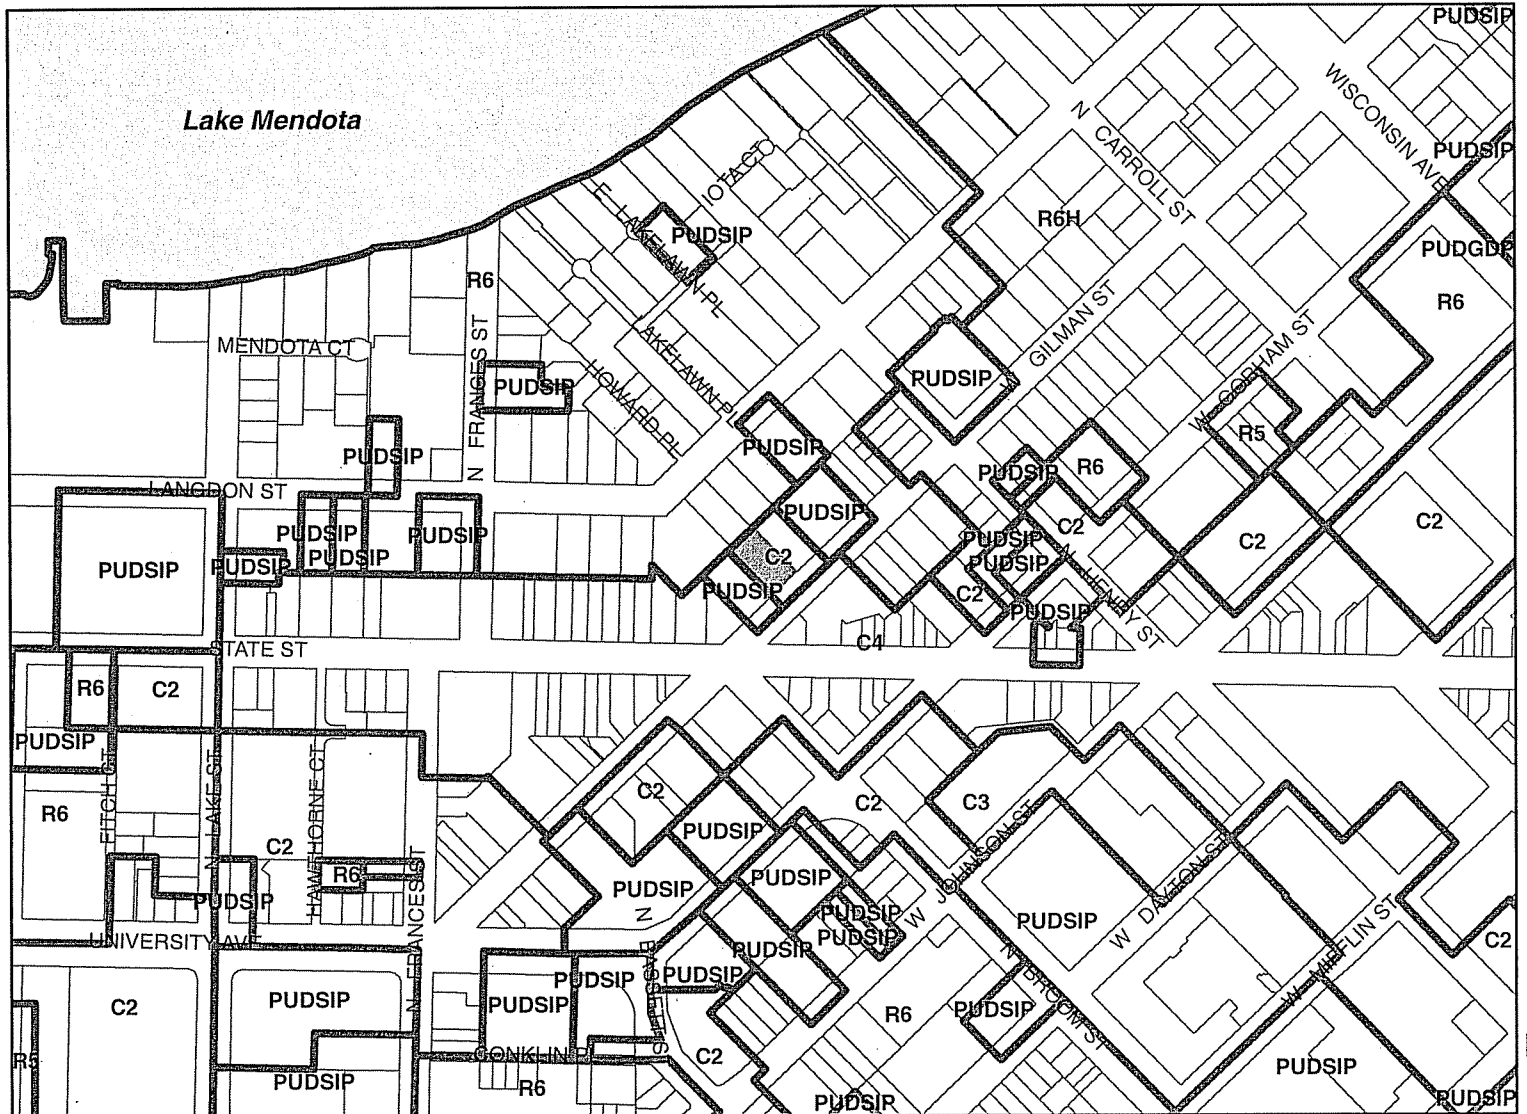 PUDSIP
WISCONSIN AVE
Lake Mendota
N CARROLL ST
PUDSIP
IOTA CT
E LAKELAWN PL
PUDSIP
R6H
PUDGDP
R6
R6
W GILMAN ST
MENDOTA CT
N FRANCES ST
PUDSIP
HOWARD PL
LAKELAWN PL
PUDSIP
W GORHAM ST
R5
PUDSIP
PUDSIP
PUDSIP
R6
LANGDON ST
PUDSIP
C2
C2
C2
PUDSIP
PUDSIP
PUDSIP
PUDSIP
PUDSIP
PUDSIP
C2
PUDSIP
PUDSIP
C2
PUDSIP
PUDSIP
N HENRY ST
C4
STATE ST
R6
C2
PUDSIP
FITCH CT
N LAKE ST
HAWTHORNE CT
C2
C2
C3
R6
C2
PUDSIP
W JOHNSON ST
R6
PUDSIP
PUDSIP
PUDSIP
PUDSIP
PUDSIP
W DAYTON ST
PUDSIP
UNIVERSITY AVE
N FRANCES ST
N BASSETT S
PUDSIP
W MIFFLIN ST
C2
PUDSIP
PUDSIP
PUDSIP
PUDSIP
C2
R6
PUDSIP
N BROOM ST
R5
CONKLIN P
C2
PUDSIP
PUDSIP
R6
PUDSIP
PUDSIP